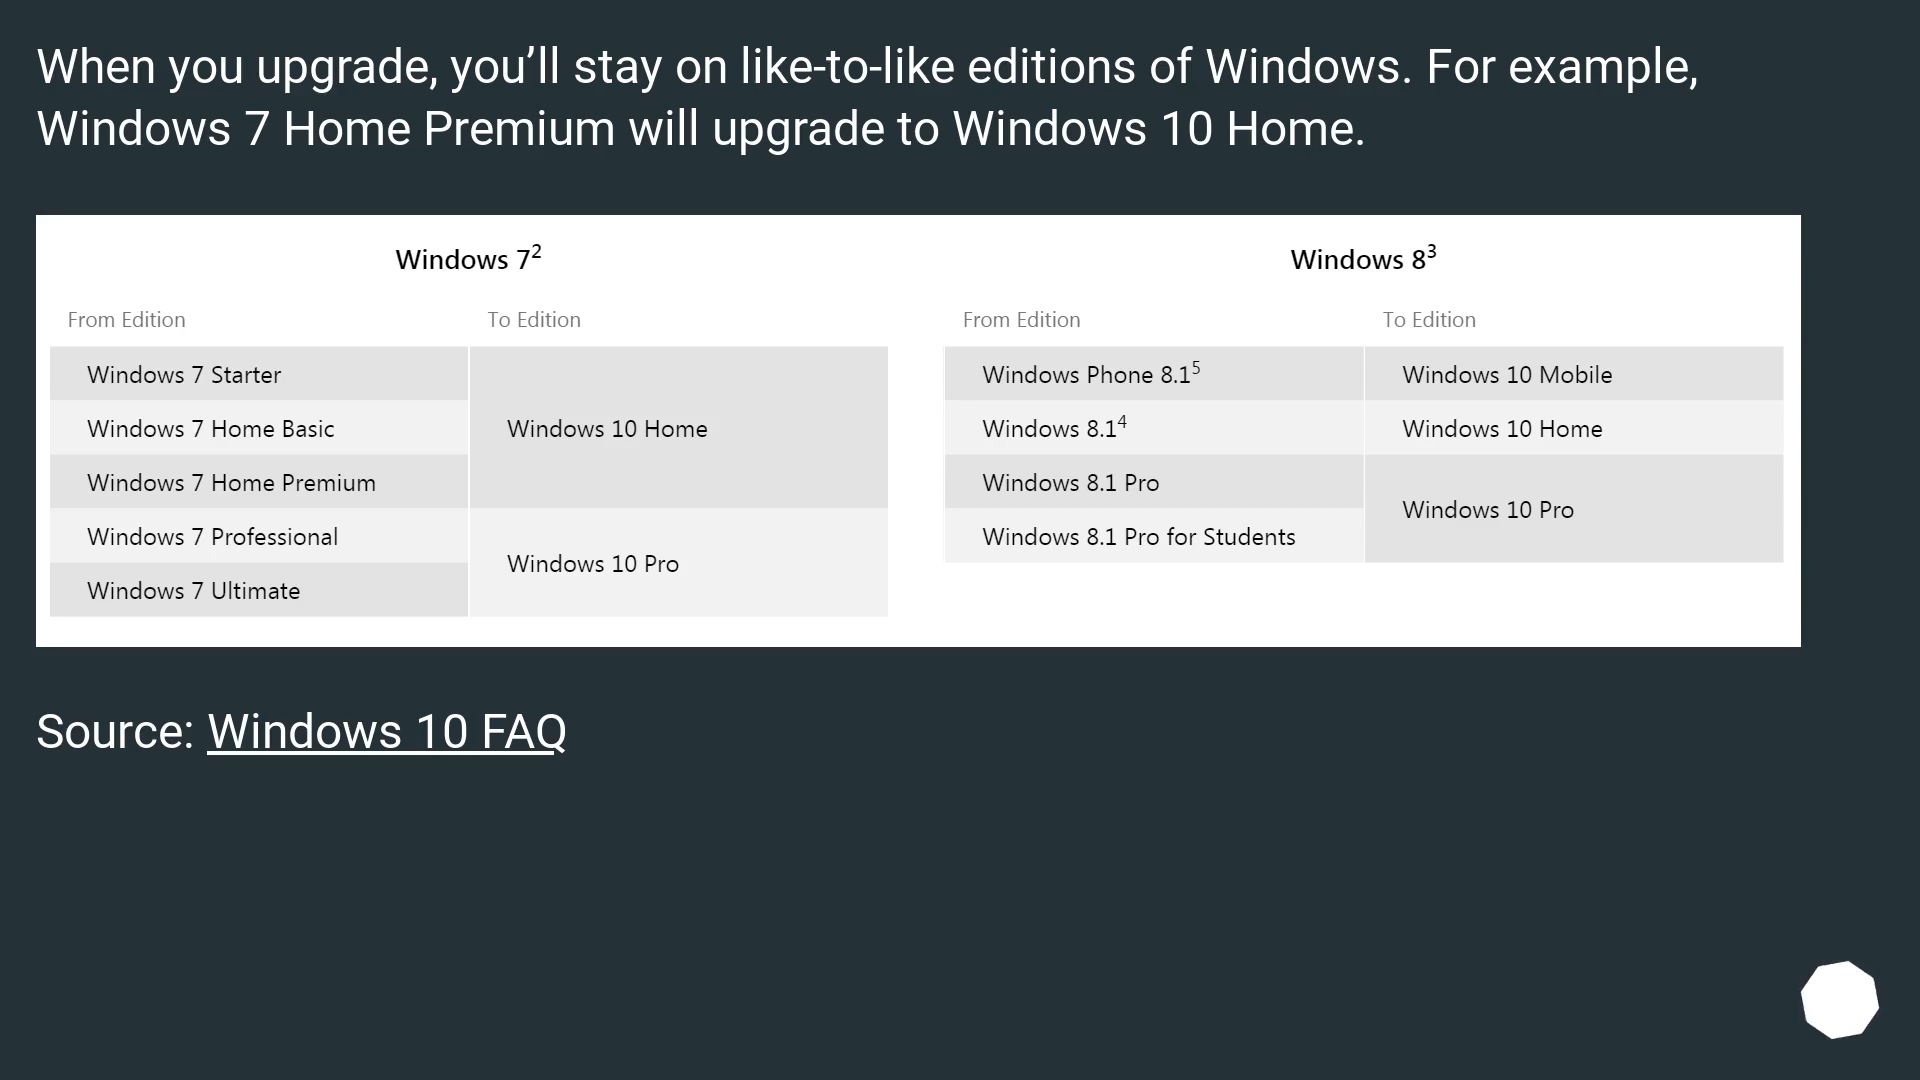 When you upgrade, you’ll stay on like-to-like editions of Windows. For example,
Windows 7 Home Premium will upgrade to Windows 10 Home.
Windows 7²
From Edition To Edition
Windows 7 Starter
Windows 7 Home Basic
Windows 7 Home Premium
Windows 10 Home
Windows 7 Professional
Windows 7 Ultimate
Windows 10 Pro
Windows 8³
From Edition To Edition
Windows Phone 8.1⁵ Windows 10 Mobile
Windows 8.1⁴ Windows 10 Home
Windows 8.1 Pro
Windows 8.1 Pro for Students
Windows 10 Pro
Source: Windows 10 FAQ